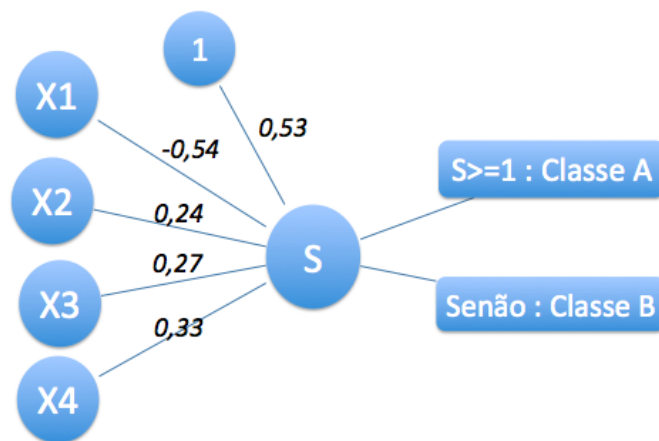 1
X1
0,53
-0,54
S>=1 : Classe A
X2
0,24
S
0,27
X3
Senão : Classe B
0,33
X4